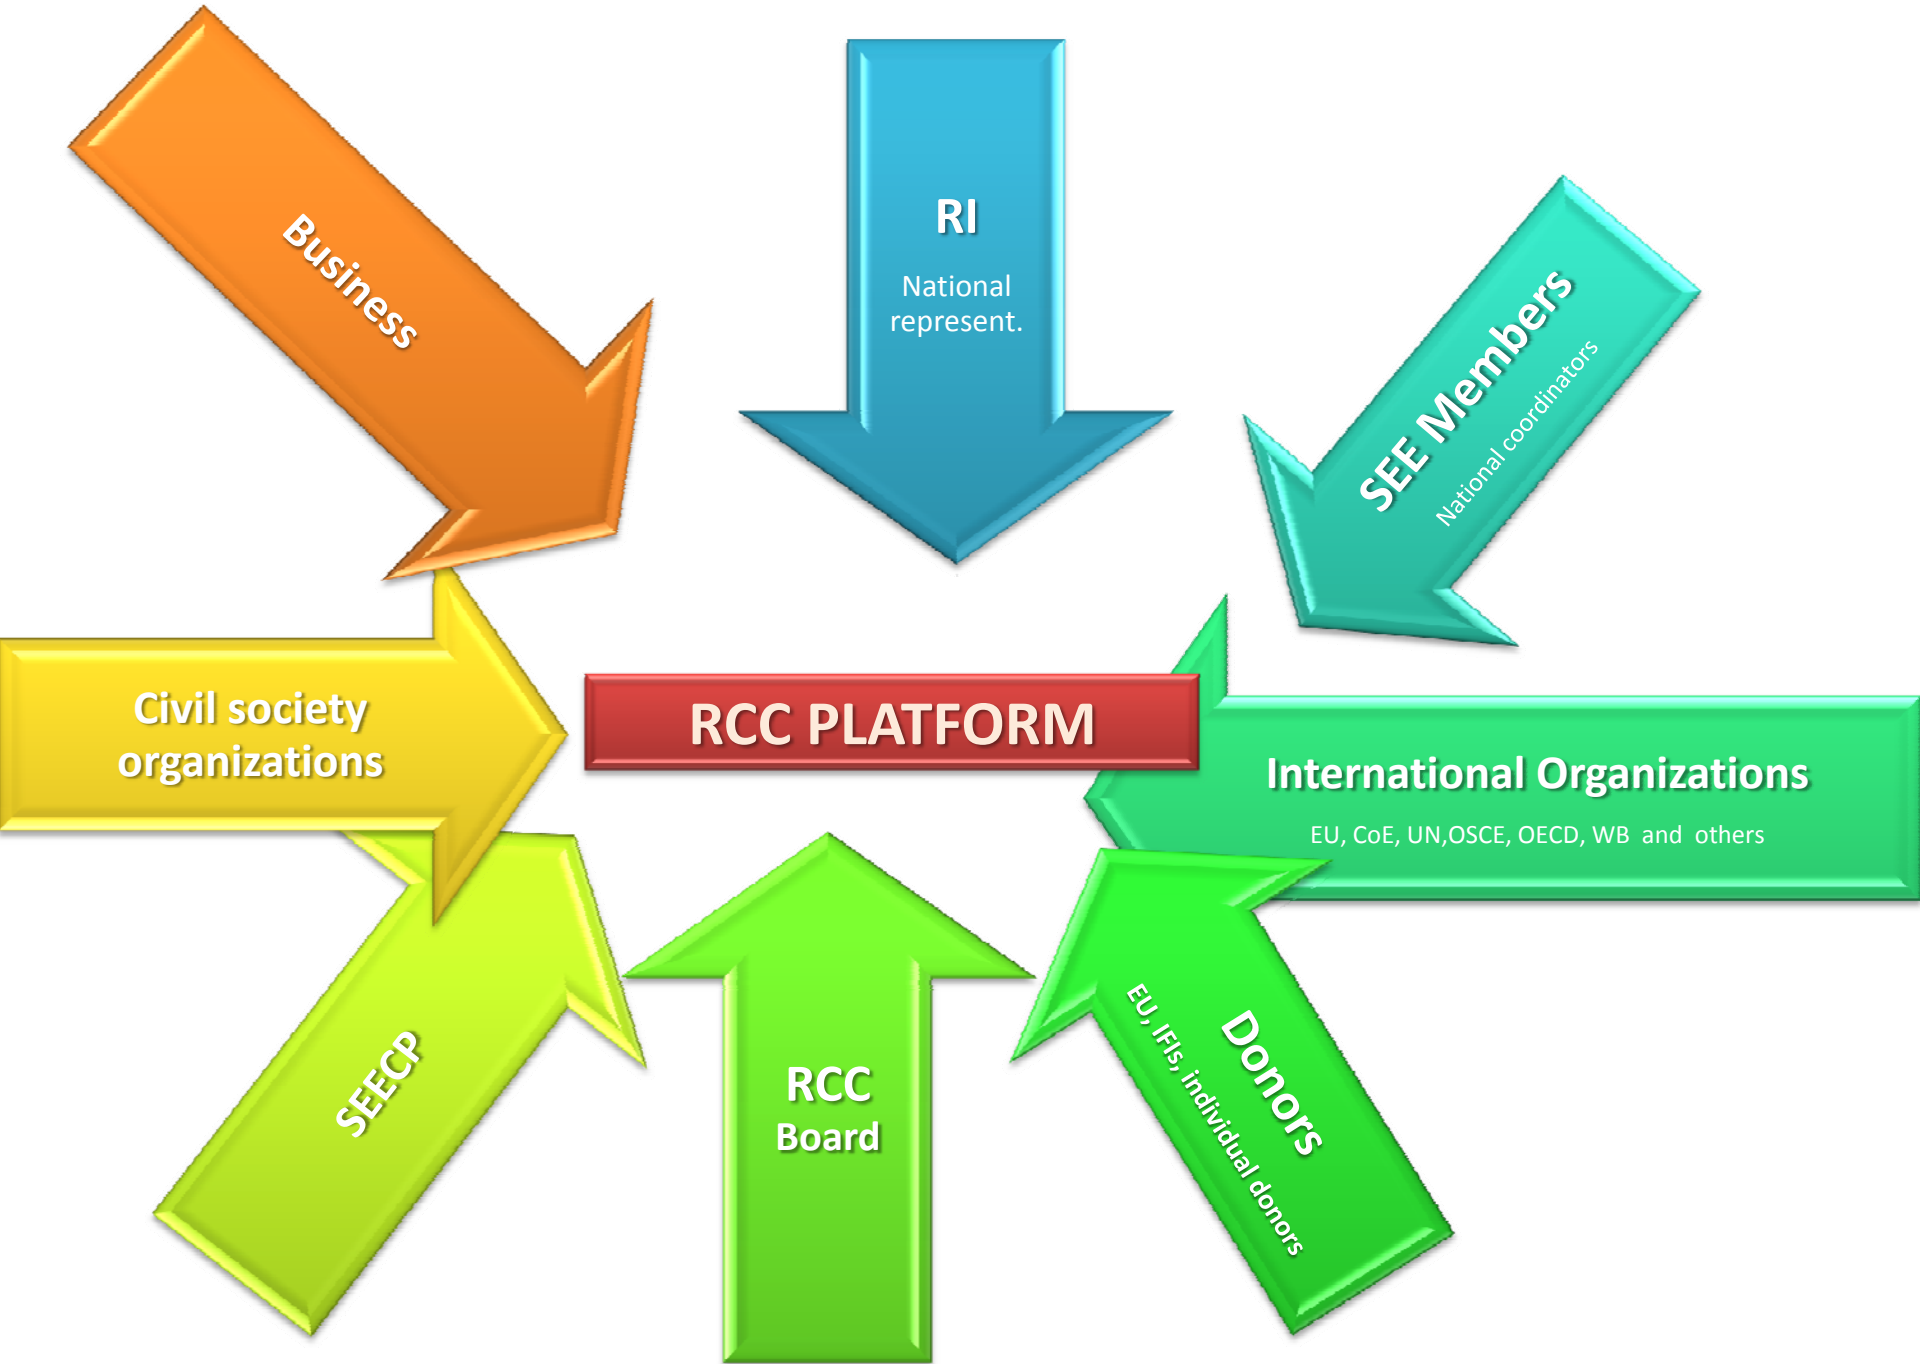 Business
RI
National
represent.
SEE Members
National coordinators
Civil society
organizations
RCC PLATFORM
International Organizations
EU, CoE, UN,OSCE, OECD, WB and others
SEECP
RCC
Board
Donors
EU, IFIs, individual donors